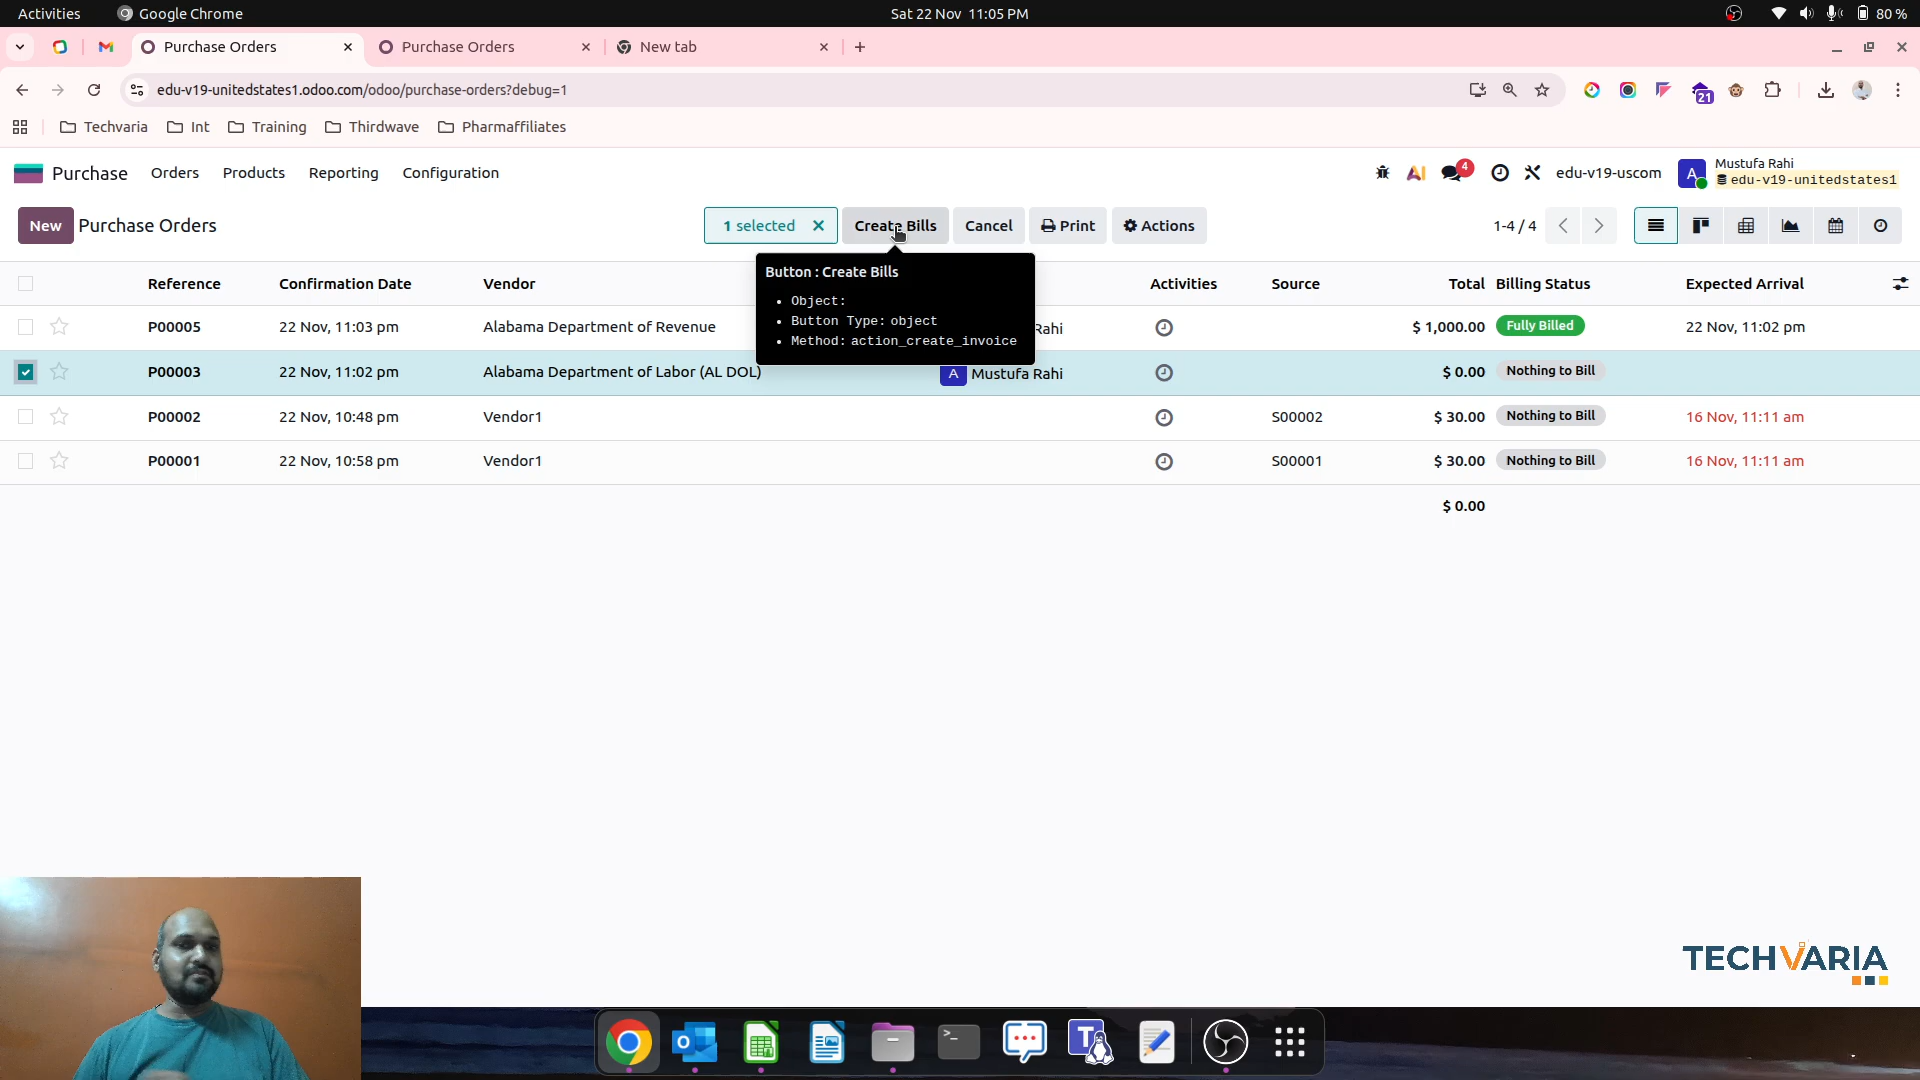 Activities
Google Chrome
Sat 22 Nov 11:05 PM
80 %
Purchase Orders
Purchase Orders
New tab
edu-v19-unitedstates1.odoo.com/odoo/purchase-orders?debug=1
21
Techvaria
Int
Training
Thirdwave
Pharmaffiliates
Purchase
Orders
Products
Reporting
Configuration
AI
4
edu-v19-uscom
A
Mustufa Rahi
edu-v19-unitedstates1
New
Purchase Orders
1 selected
Create Bills
Cancel
Print
Actions
1-4 / 4
Button : Create Bills
• Object:
• Button Type: object
• Method: action_create_invoice
Reference
Confirmation Date
Vendor
Activities
Source
Total
Billing Status
Expected Arrival
P00005
22 Nov, 11:03 pm
Alabama Department of Revenue
Rahi
$ 1,000.00
Fully Billed
22 Nov, 11:02 pm
P00003
22 Nov, 11:02 pm
Alabama Department of Labor (AL DOL)
A
Mustufa Rahi
$ 0.00
Nothing to Bill
P00002
22 Nov, 10:48 pm
Vendor1
S00002
$ 30.00
Nothing to Bill
16 Nov, 11:11 am
P00001
22 Nov, 10:58 pm
Vendor1
S00001
$ 30.00
Nothing to Bill
16 Nov, 11:11 am
$ 0.00
TECHVARIA